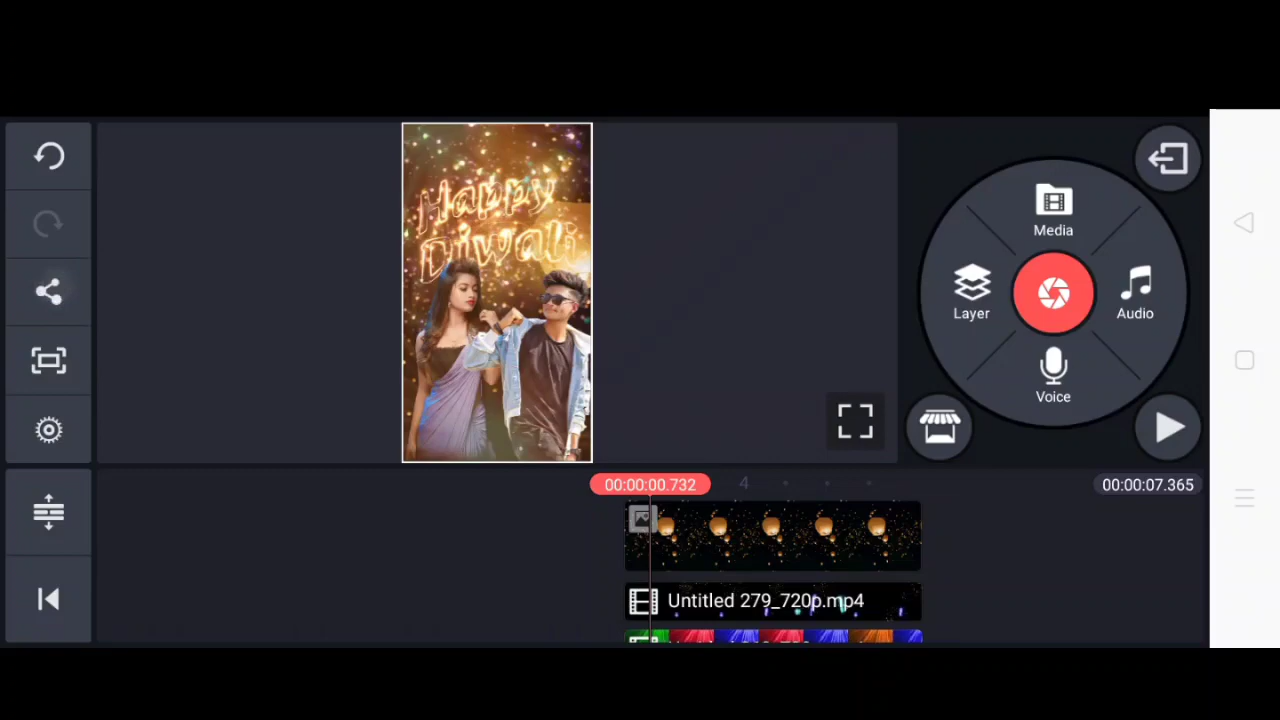 Happy
Diwali
Media
Layer
Audio
Voice
00:00:00.732
4
00:00:07.365
Untitled 279_720p.mp4